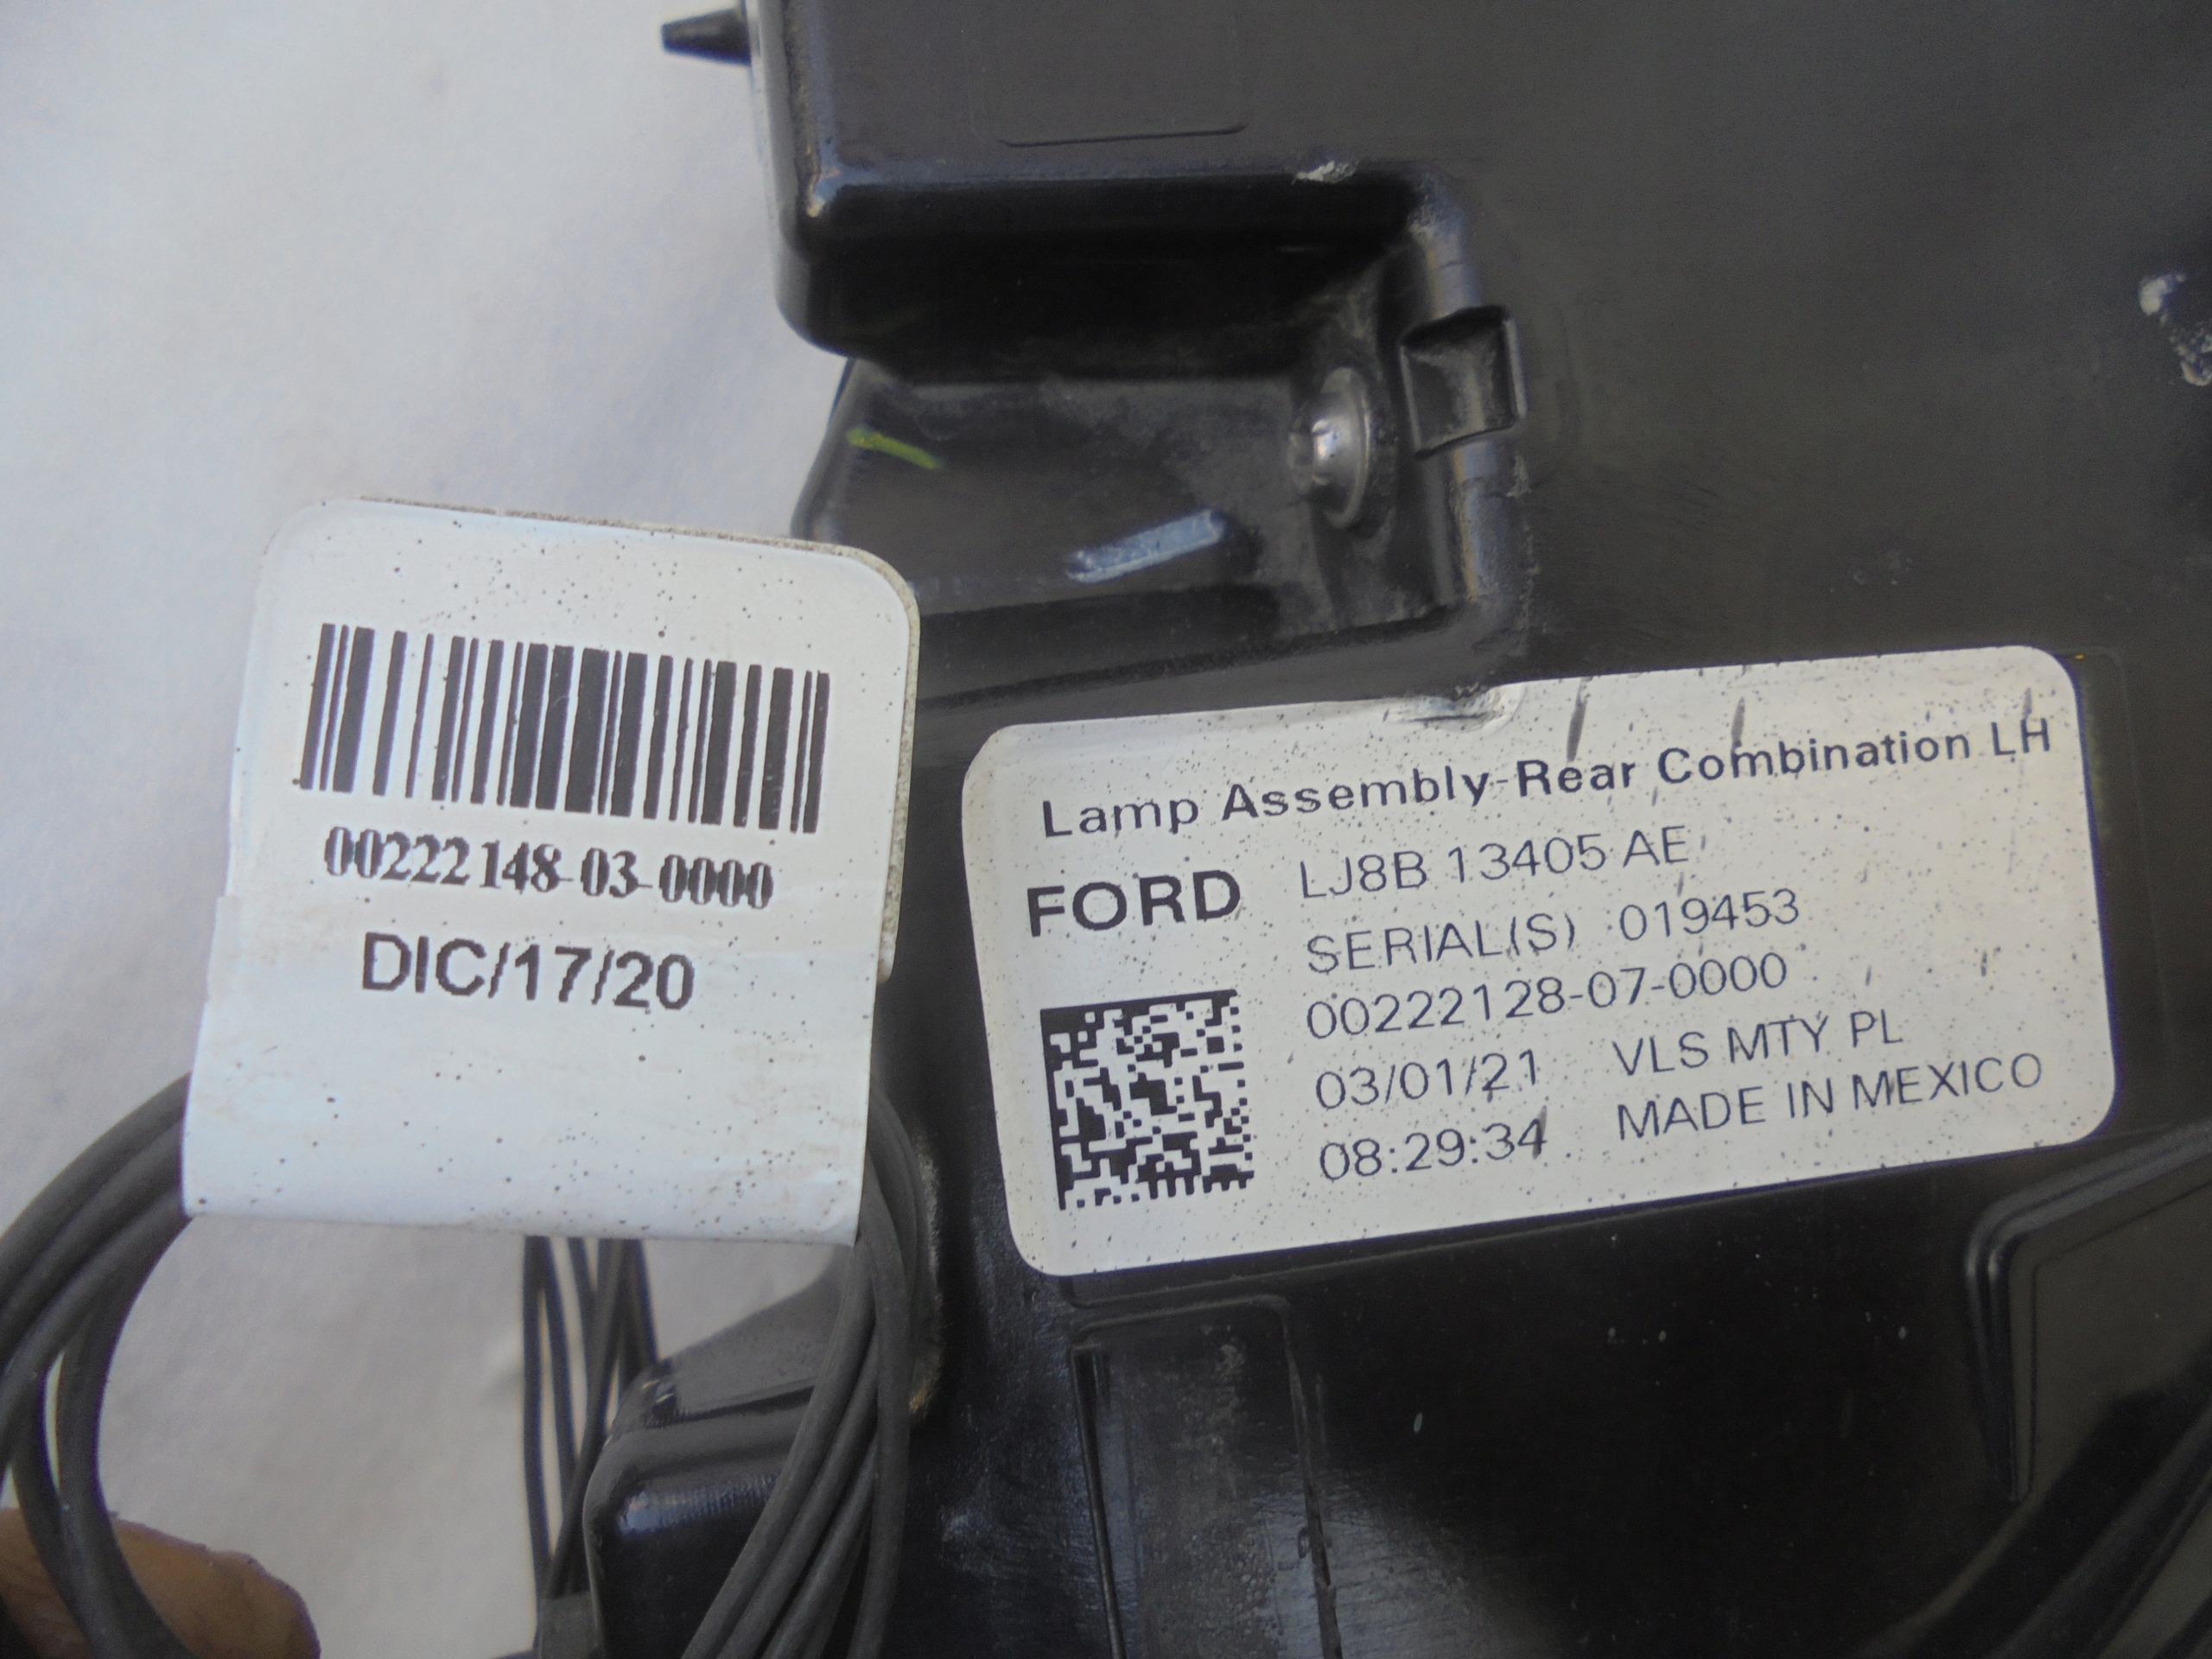 00222148-03-0000
DIC/17/20
Lamp Assembly-Rear Combination LH
FORD LJ8B 13405 AE
SERIAL(S) 019453
00222128-07-0000
03/01/21 VLS MTY PL
08:29:34 MADE IN MEXICO